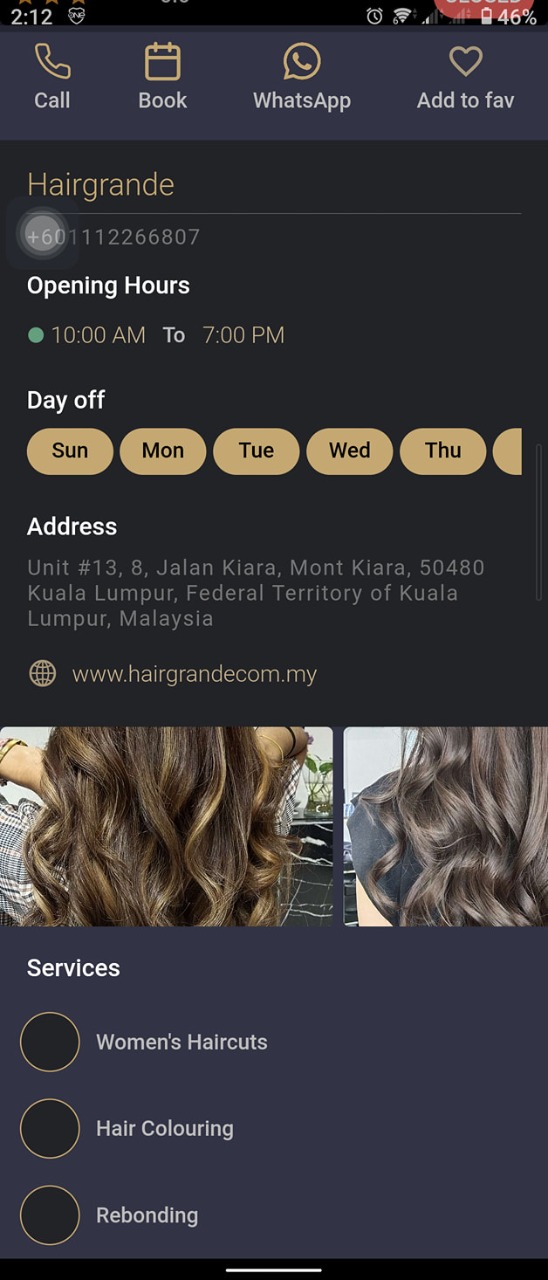 2:12
46%
Call
Book
WhatsApp
Add to fav
Hairgrande
+601112266807
Opening Hours
10:00 AM To 7:00 PM
Day off
Sun
Mon
Tue
Wed
Thu
Address
Unit #13, 8, Jalan Kiara, Mont Kiara, 50480
Kuala Lumpur, Federal Territory of Kuala
Lumpur, Malaysia
www.hairgrandecom.my
Services
Women's Haircuts
Hair Colouring
Rebonding